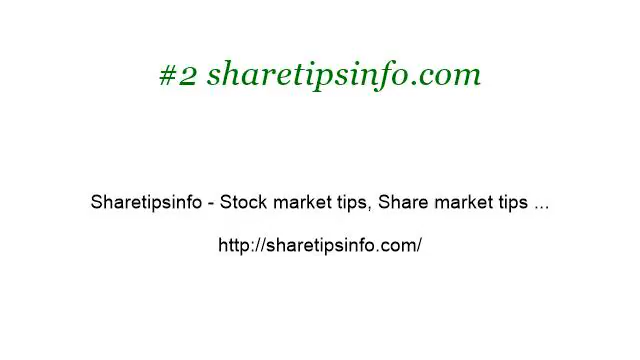 #2 sharetipsinfo.com
Sharetipsinfo - Stock market tips, Share market tips ...
http://sharetipsinfo.com/